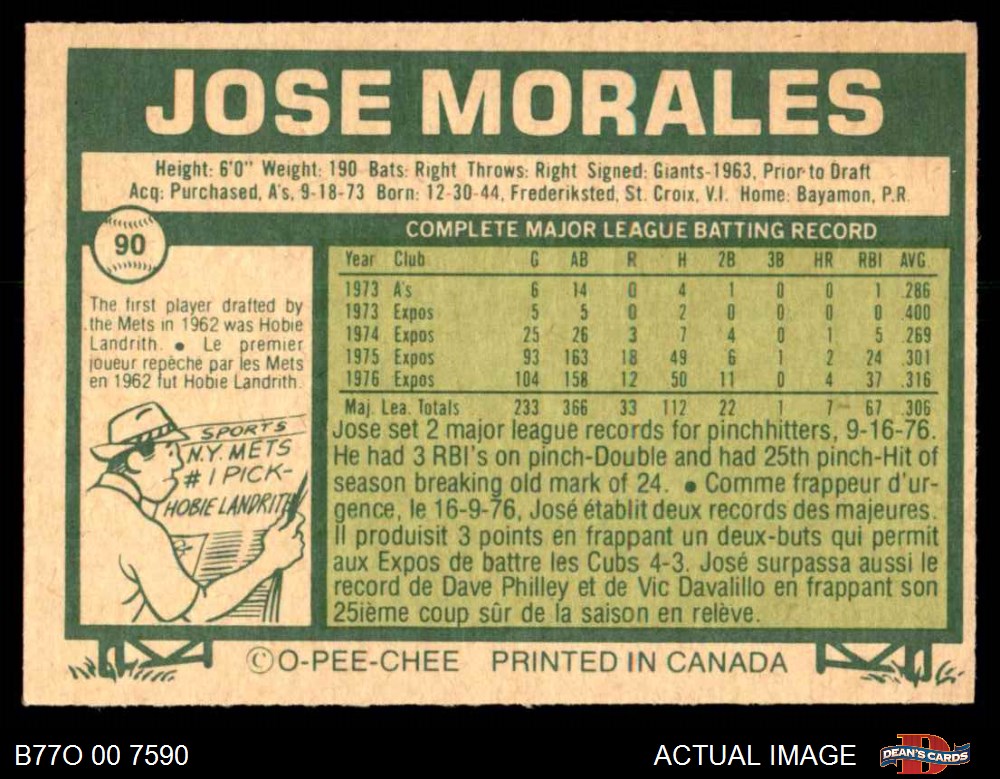 JOSE MORALES
Height: 6'0" Weight: 190 Bats: Right Throws: Right Signed: Giants-1963, Prior to Draft
Acq: Purchased, A's, 9-18-73 Born: 12-30-44, Frederiksted, St. Croix, V.I. Home: Bayamon, P.R.
90
The first player drafted by
the Mets in 1962 was Hobie
Landrith. • Le premier
joueur repèché par les Mets
en 1962 fut Hobie Landrith.
SPORTS
N.Y. METS
# 1 PICK-
HOBIE LANDRITH
COMPLETE MAJOR LEAGUE BATTING RECORD
Year Club G AB R H 2B 3B HR RBI AVG.
1973 A's 6 14 0 4 1 0 0 1 .286
1973 Expos 5 5 0 2 0 0 0 0 .400
1974 Expos 25 26 3 7 4 0 1 5 .269
1975 Expos 93 163 18 49 6 1 2 24 .301
1976 Expos 104 158 12 50 11 0 4 37 .316
Maj. Lea. Totals 233 366 33 112 22 1 7 67 .306
Jose set 2 major league records for pinchhitters, 9-16-76.
He had 3 RBI's on pinch-Double and had 25th pinch-Hit of
season breaking old mark of 24. • Comme frappeur d'ur-
gence, le 16-9-76, José établit deux records des majeures.
Il produisit 3 points en frappant un deux-buts qui permit
aux Expos de battre les Cubs 4-3. José surpassa aussi le
record de Dave Philley et de Vic Davalillo en frappant son
25ième coup sûr de la saison en relève.
©O-PEE-CHEE PRINTED IN CANADA
B77O 00 7590
ACTUAL IMAGE
DEAN'S CARDS